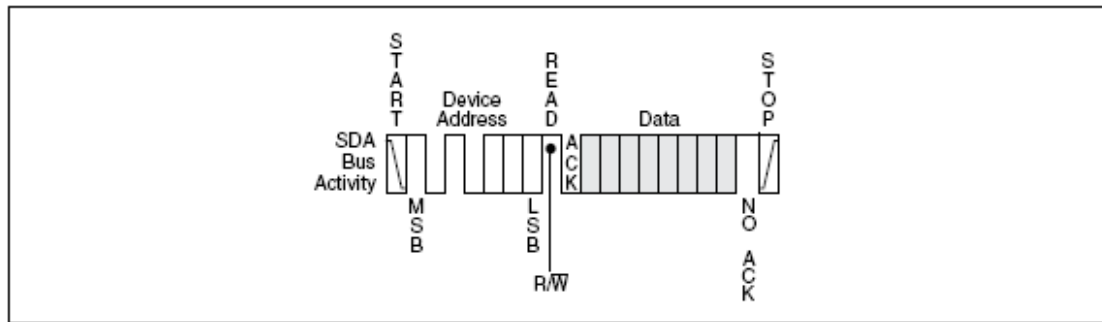 START
READ
STOP
Device
Address
Data
SDA
Bus
Activity
ACK
MSB
LSB
NO ACK
R/W̅